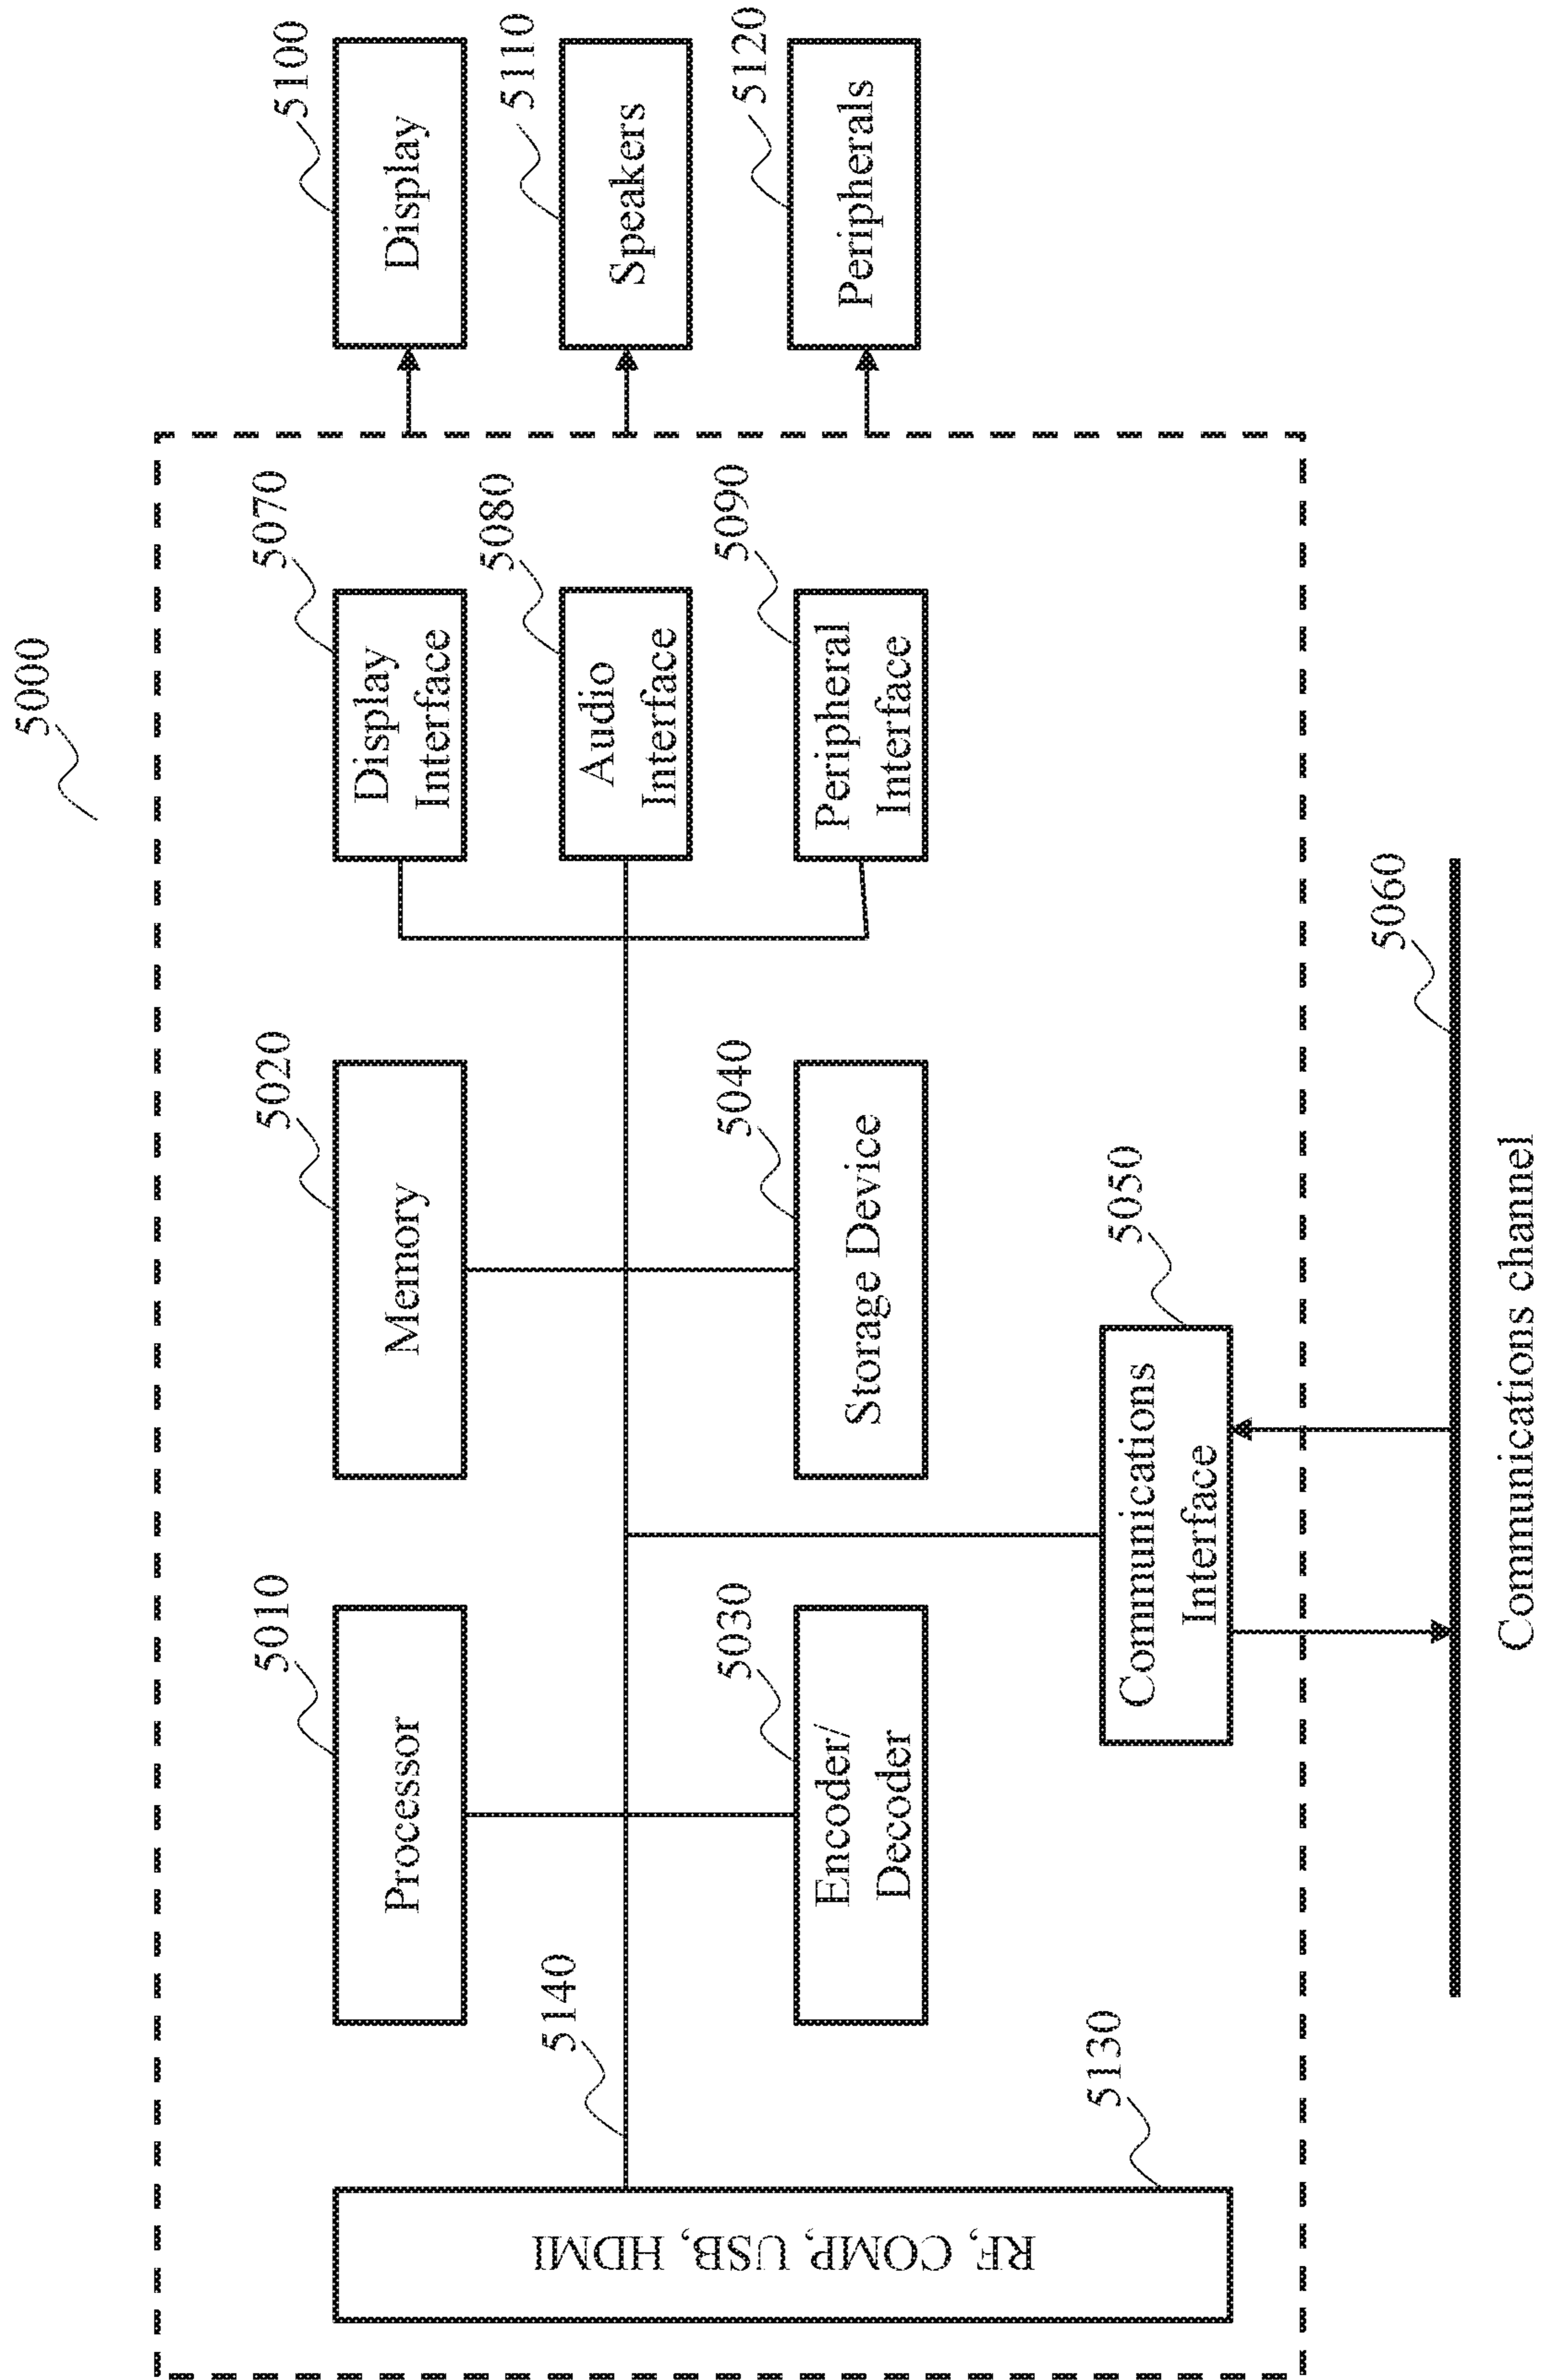 5000
RF, COMP, USB, HDMI
5130
5140
5010
Processor
5020
Memory
5070
Display
Interface
5100
Display
5080
Audio
Interface
5110
Speakers
5030
Encoder/
Decoder
5040
Storage Device
5090
Peripheral
Interface
5120
Peripherals
5050
Communications
Interface
5060
Communications channel